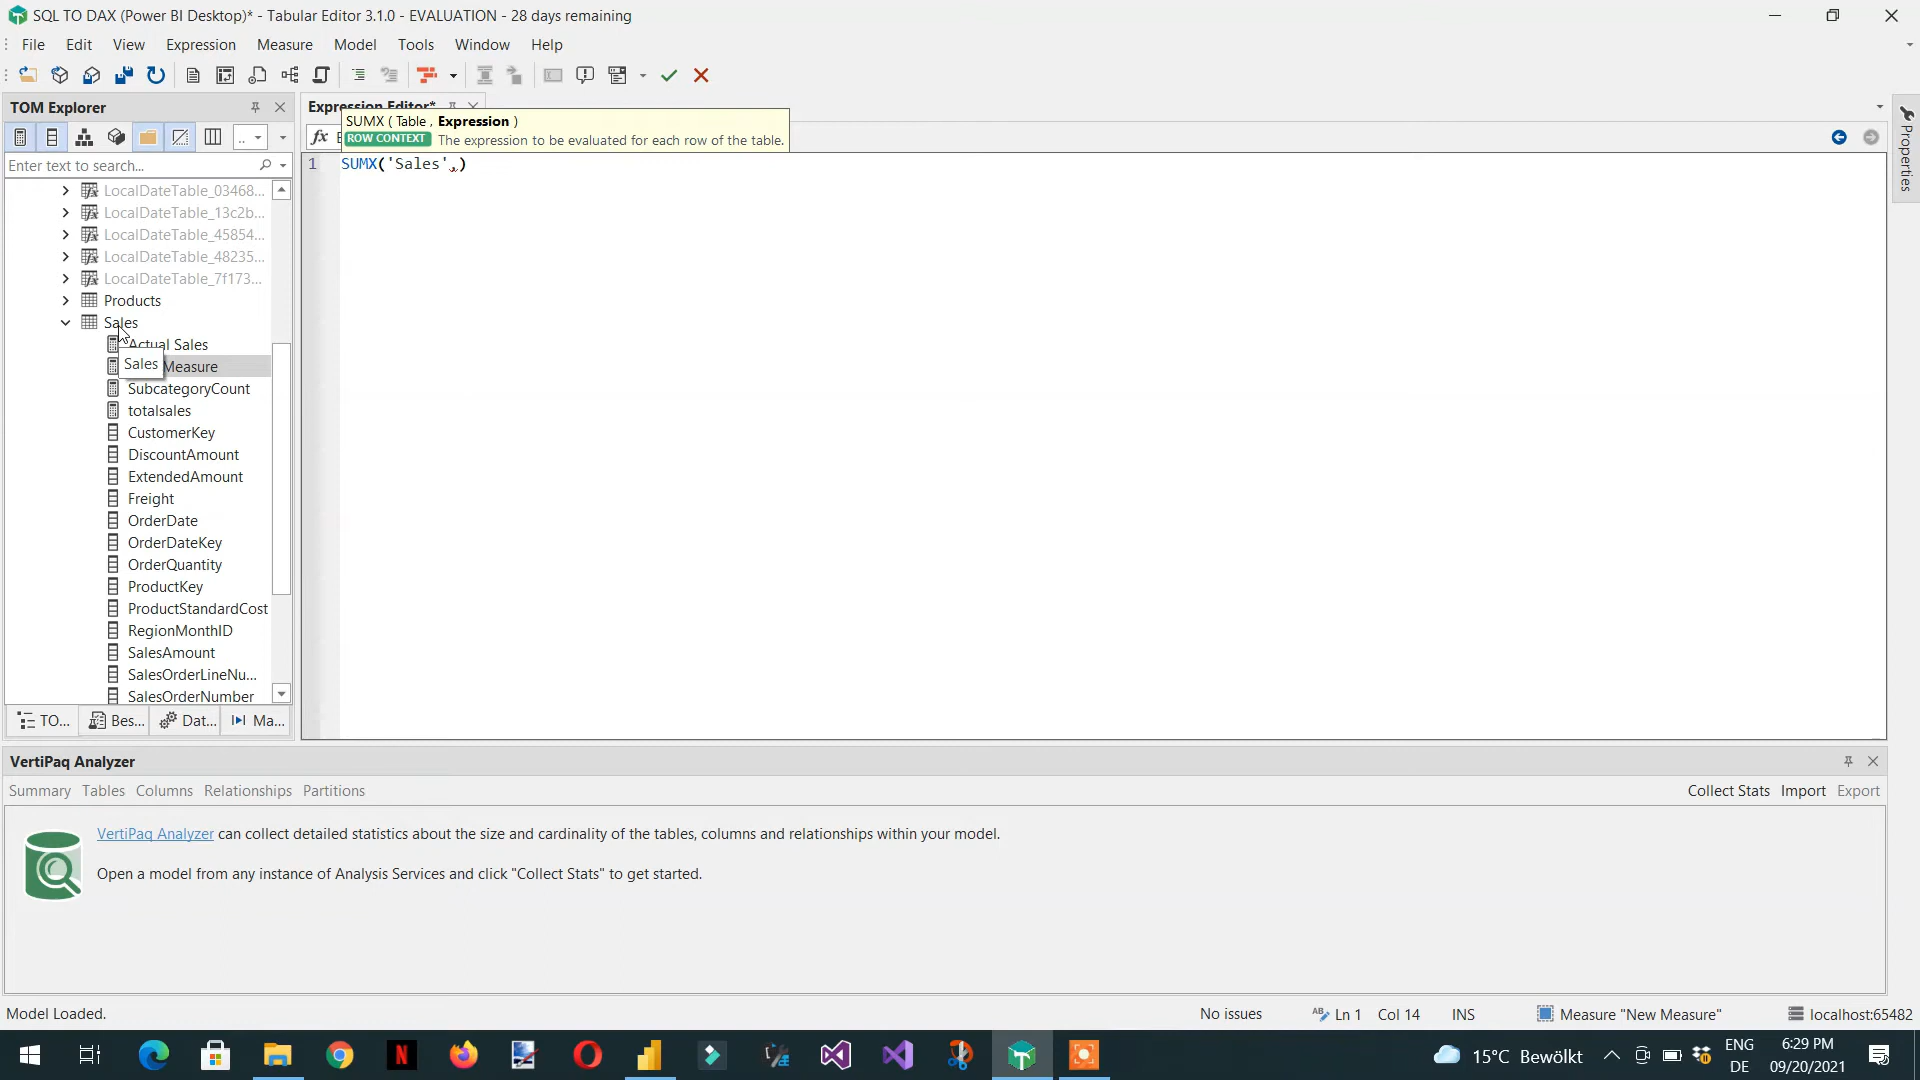 SQL TO DAX (Power BI Desktop)* - Tabular Editor 3.1.0 - EVALUATION - 28 days remaining
File Edit View Expression Measure Model Tools Window Help
TOM Explorer
Expression Editor*
SUMX ( Table , Expression )
ROW CONTEXT The expression to be evaluated for each row of the table.
Enter text to search...
1 SUMX('Sales',)
Properties
LocalDateTable_03468...
LocalDateTable_13c2b...
LocalDateTable_45854...
LocalDateTable_48235...
LocalDateTable_7f173...
Products
Sales
Actual Sales
Sales
Measure
SubcategoryCount
totalsales
CustomerKey
DiscountAmount
ExtendedAmount
Freight
OrderDate
OrderDateKey
OrderQuantity
ProductKey
ProductStandardCost
RegionMonthID
SalesAmount
SalesOrderLineNu...
SalesOrderNumber
TO... Bes... Dat... Ma...
VertiPaq Analyzer
Summary Tables Columns Relationships Partitions Collect Stats Import Export
VertiPaq Analyzer can collect detailed statistics about the size and cardinality of the tables, columns and relationships within your model.
Open a model from any instance of Analysis Services and click "Collect Stats" to get started.
Model Loaded. No issues Ln 1 Col 14 INS Measure "New Measure" localhost:65482
15°C Bewölkt
ENG
DE
6:29 PM
09/20/2021